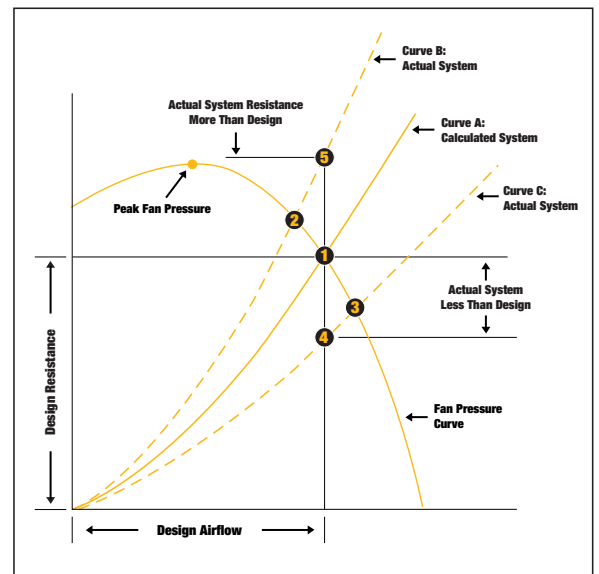 Curve B:
Actual System
Actual System Resistance
More Than Design
Curve A:
Calculated System
5
Peak Fan Pressure
Curve C:
Actual System
2
1
Actual System
Less Than Design
3
4
Design Resistance
Fan Pressure
Curve
Design Airflow